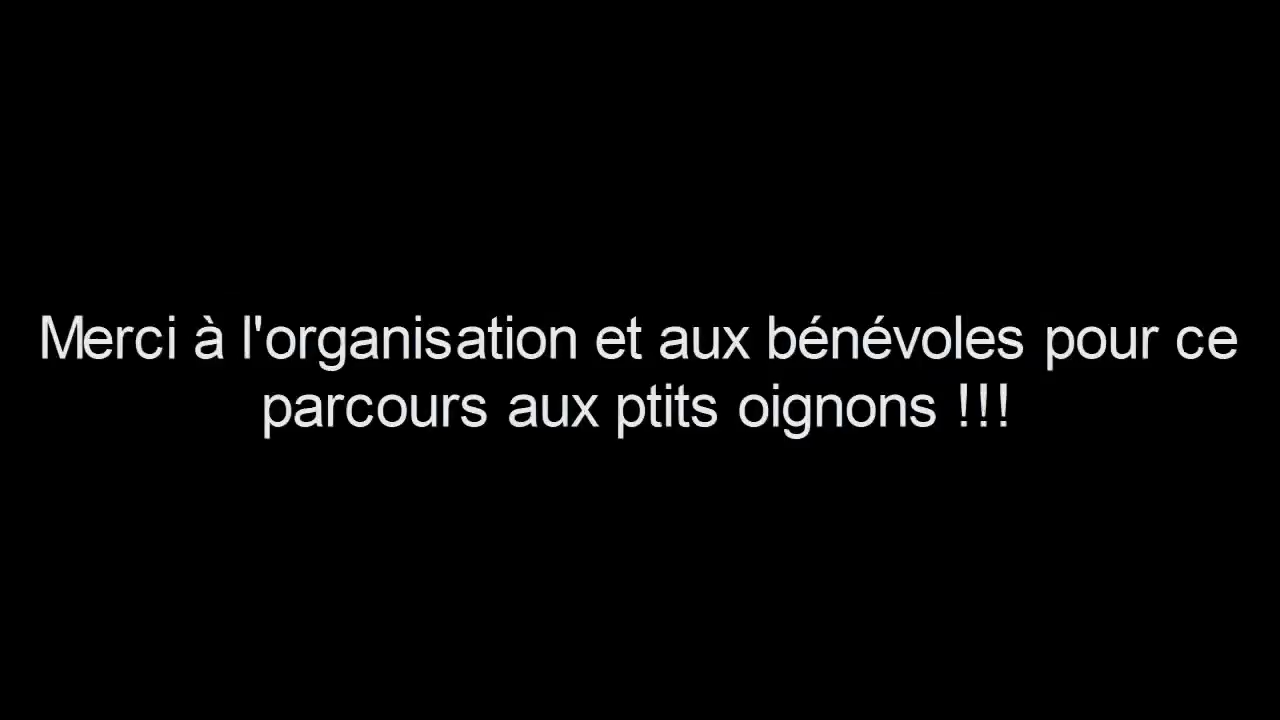 Merci à l'organisation et aux bénévoles pour ce
parcours aux ptits oignons !!!